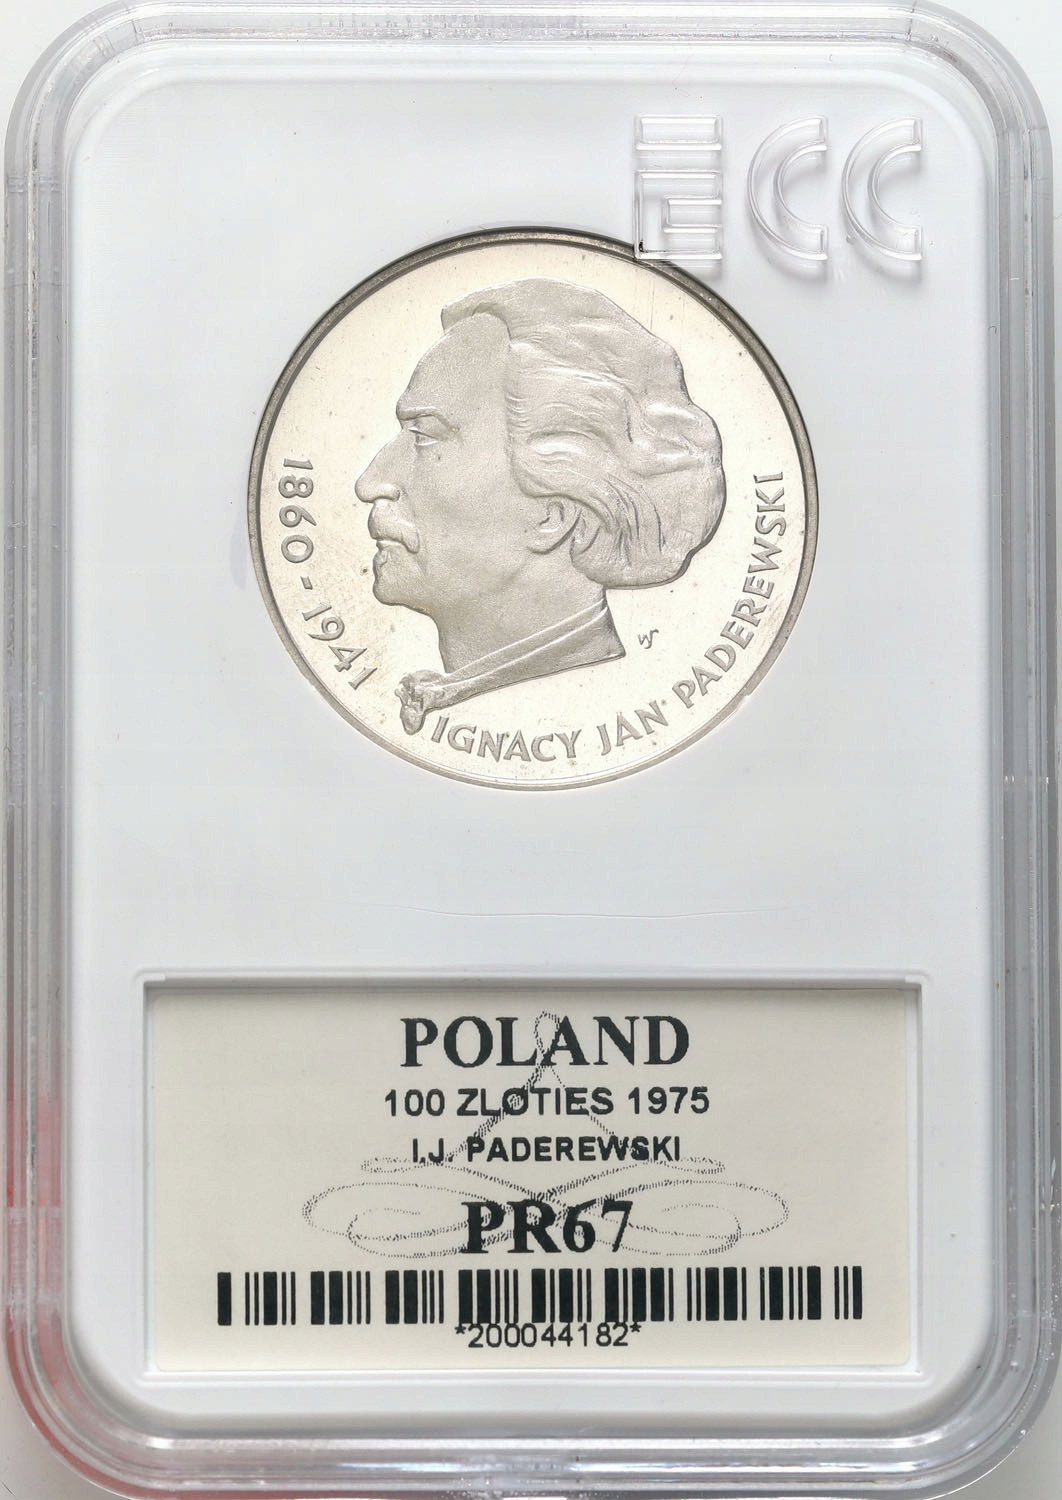 ECC
1860-1941
IGNACY JAN PADEREWSKI
POLAND
100 ZLOTIES 1975
I.J. PADEREWSKI
PR67
*200044182*